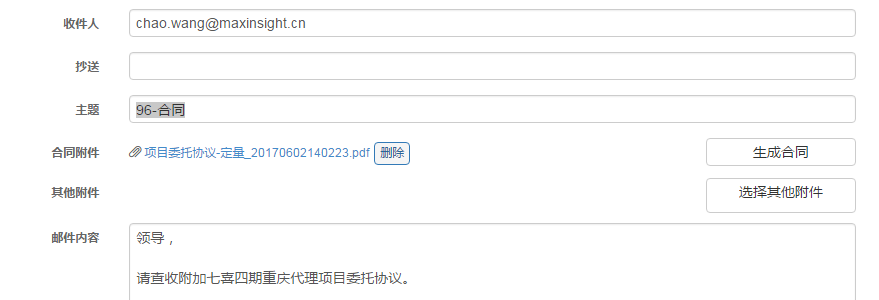 收件人 chao.wang@maxinsight.cn
抄送
主题 96-合同
合同附件 项目委托协议-定量_20170602140223.pdf 删除 生成合同
其他附件 选择其他附件
邮件内容 领导，
请查收附加七喜四期重庆代理项目委托协议。